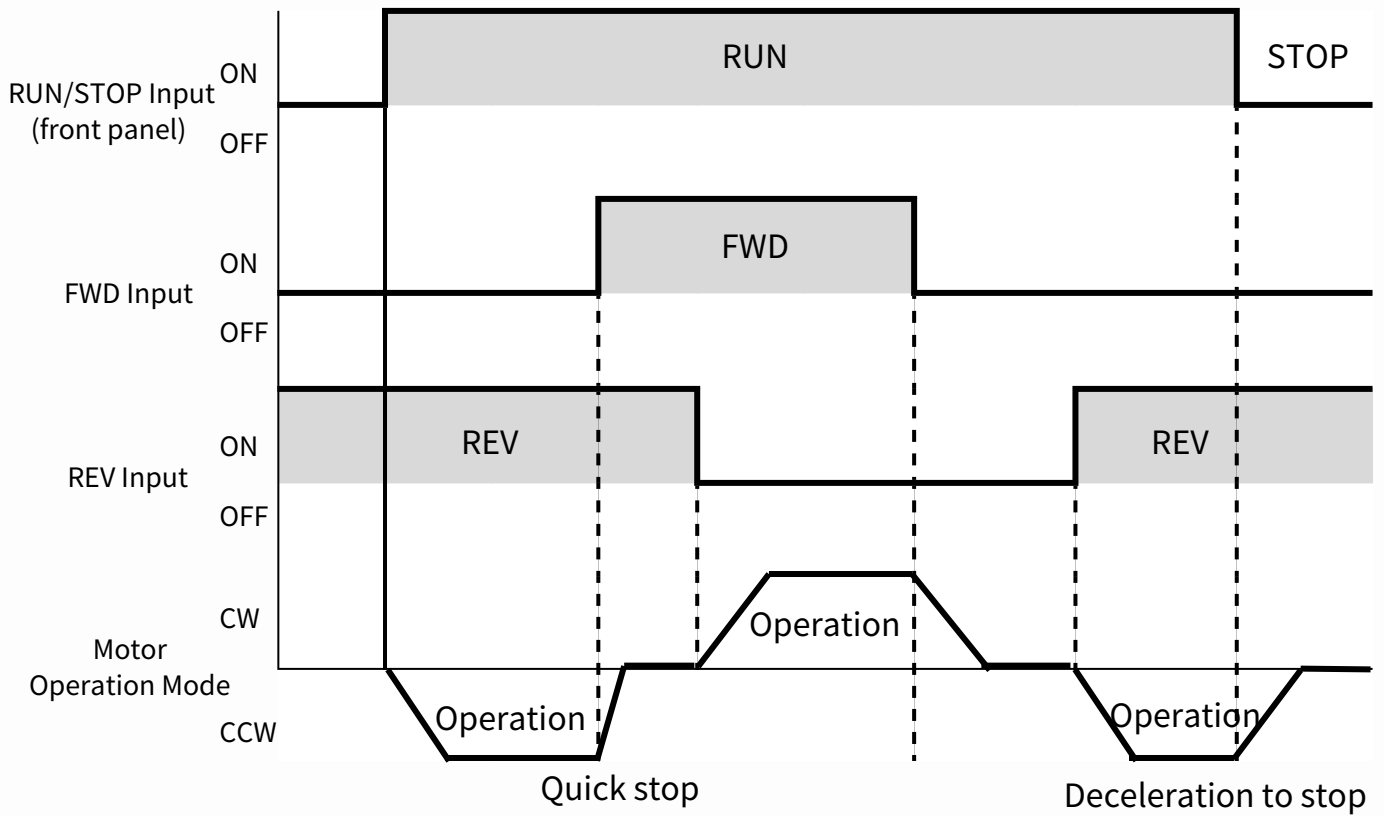 RUN
STOP
ON
RUN/STOP Input
(front panel)
OFF
FWD
ON
FWD Input
OFF
REV
REV
ON
REV Input
OFF
CW
Operation
Motor
Operation Mode
Operation
Operation
CCW
Quick stop
Deceleration to stop